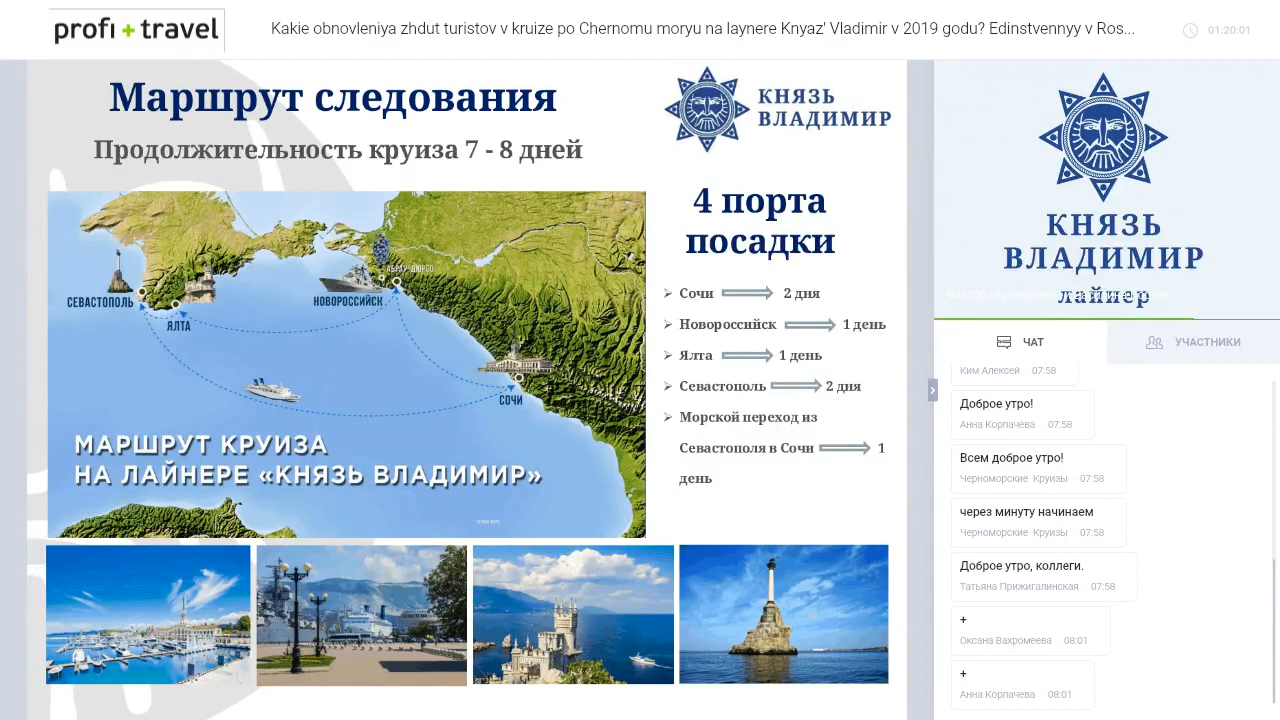 profi + travel
Kakie obnovleniya zhdut turistov v kruize po Chernomu moryu na laynere Knyaz' Vladimir v 2019 godu? Edinstvennyy v Ros...
01:20:01
Маршрут следования
Продолжительность круиза 7 - 8 дней
КНЯЗЬ
ВЛАДИМИР
4 порта
посадки
Сочи 2 дня
Новороссийск 1 день
Ялта 1 день
Севастополь 2 дня
Морской переход из
Севастополя в Сочи 1
день
АБРАУ-ДЮРСО
СЕВАСТОПОЛЬ
НОВОРОССИЙСК
ЯЛТА
СОЧИ
МАРШРУТ КРУИЗА
НА ЛАЙНЕРЕ «КНЯЗЬ ВЛАДИМИР»
КНЯЗЬ
ВЛАДИМИР
лайнер
ЧАТ
УЧАСТНИКИ
Ким Алексей 07:58
Доброе утро!
Анна Корпачева 07:58
Всем доброе утро!
Черноморские Круизы 07:58
через минуту начинаем
Черноморские Круизы 07:58
Доброе утро, коллеги.
Татьяна Прижигалинская 07:58
+
Оксана Вахромеева 08:01
+
Анна Корпачева 08:01